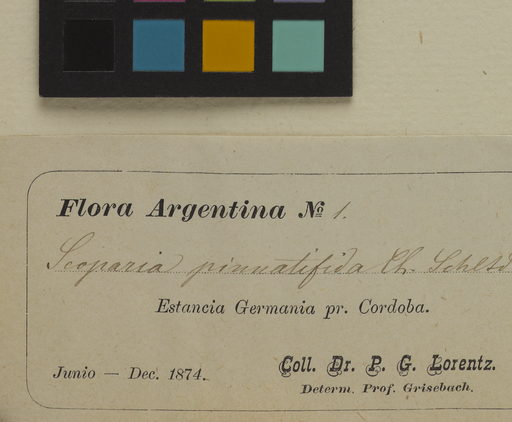 Flora Argentina № 1.
Scoparia pinnatifida Ch. Schltd
Estancia Germania pr. Cordoba.
Junio — Dec. 1874.
Coll. Dr. P. G. Lorentz.
Determ. Prof. Grisebach.